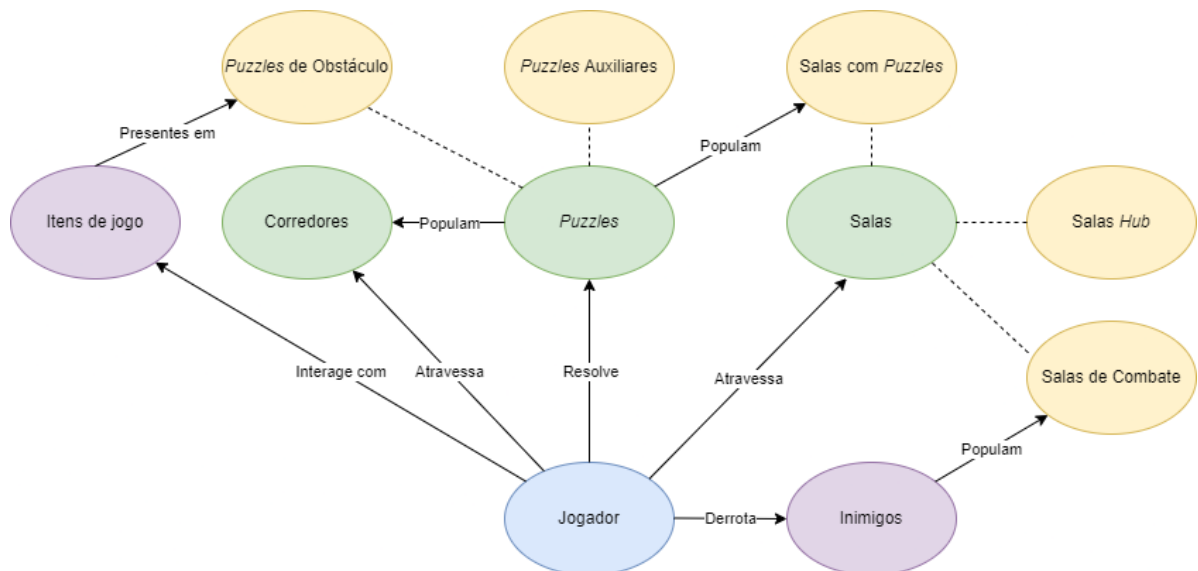 Puzzles de Obstáculo
Puzzles Auxiliares
Salas com Puzzles
Presentes em
Populam
Itens de jogo
Corredores
Populam
Puzzles
Salas
Salas Hub
Interage com
Atravessa
Resolve
Atravessa
Salas de Combate
Populam
Jogador
Derrota
Inimigos